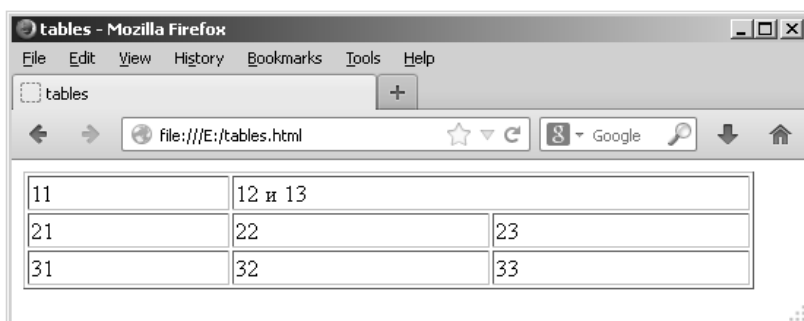 tables - Mozilla Firefox
File Edit View History Bookmarks Tools Help
tables +
file:///E:/tables.html 8 Google
11 12 и 13
21 22 23
31 32 33